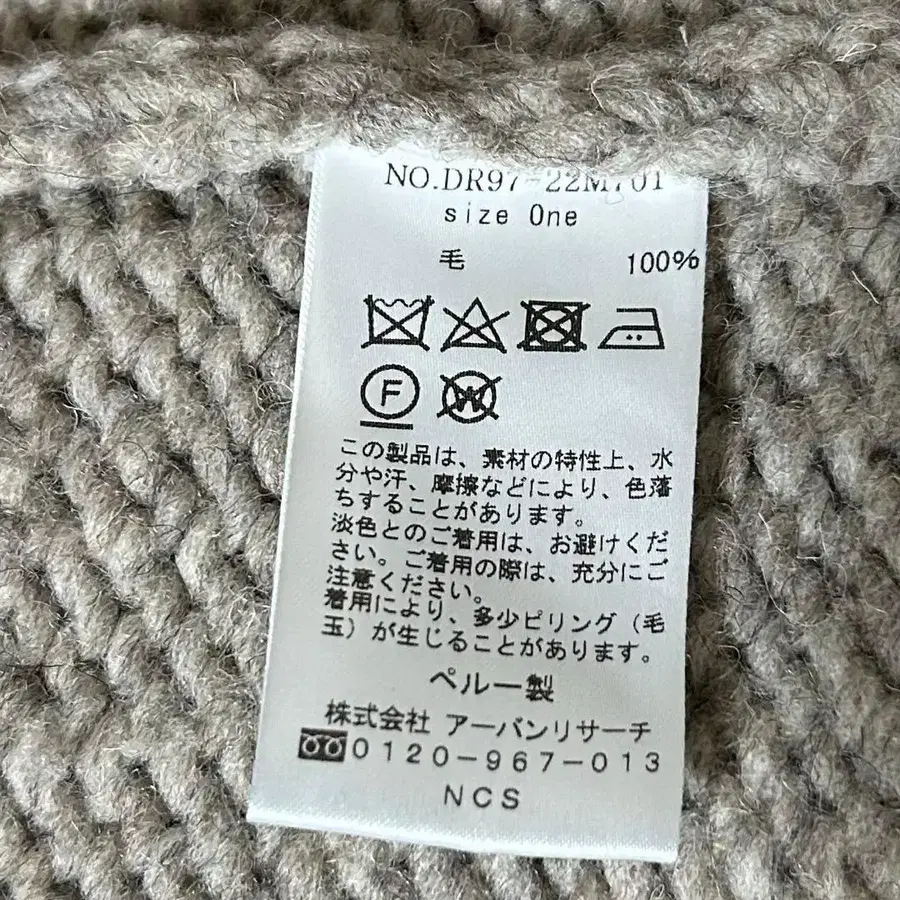 NO.DR97-22M701
size One
毛 100%
F
W
この製品は、素材の特性上、水
分や汗、摩擦などにより、色落
ちすることがあります。
淡色とのご着用は、お避けくだ
さい。ご着用の際は、充分にご
注意ください。
着用により、多少ピリング（毛
玉）が生じることがあります。
ペルー製
株式会社 アーバンリサーチ
0120-967-013
NCS